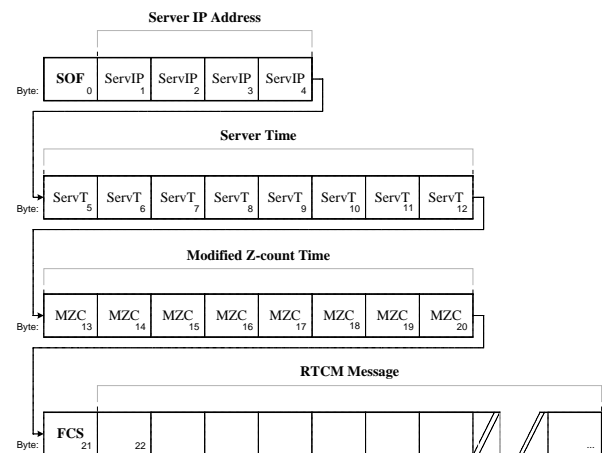 Server IP Address
SOF ServIP ServIP ServIP ServIP
Byte: 0 1 2 3 4
Server Time
ServT ServT ServT ServT ServT ServT ServT ServT
Byte: 5 6 7 8 9 10 11 12
Modified Z-count Time
MZC MZC MZC MZC MZC MZC MZC MZC
Byte: 13 14 15 16 17 18 19 20
RTCM Message
FCS
Byte: 21 22 ...